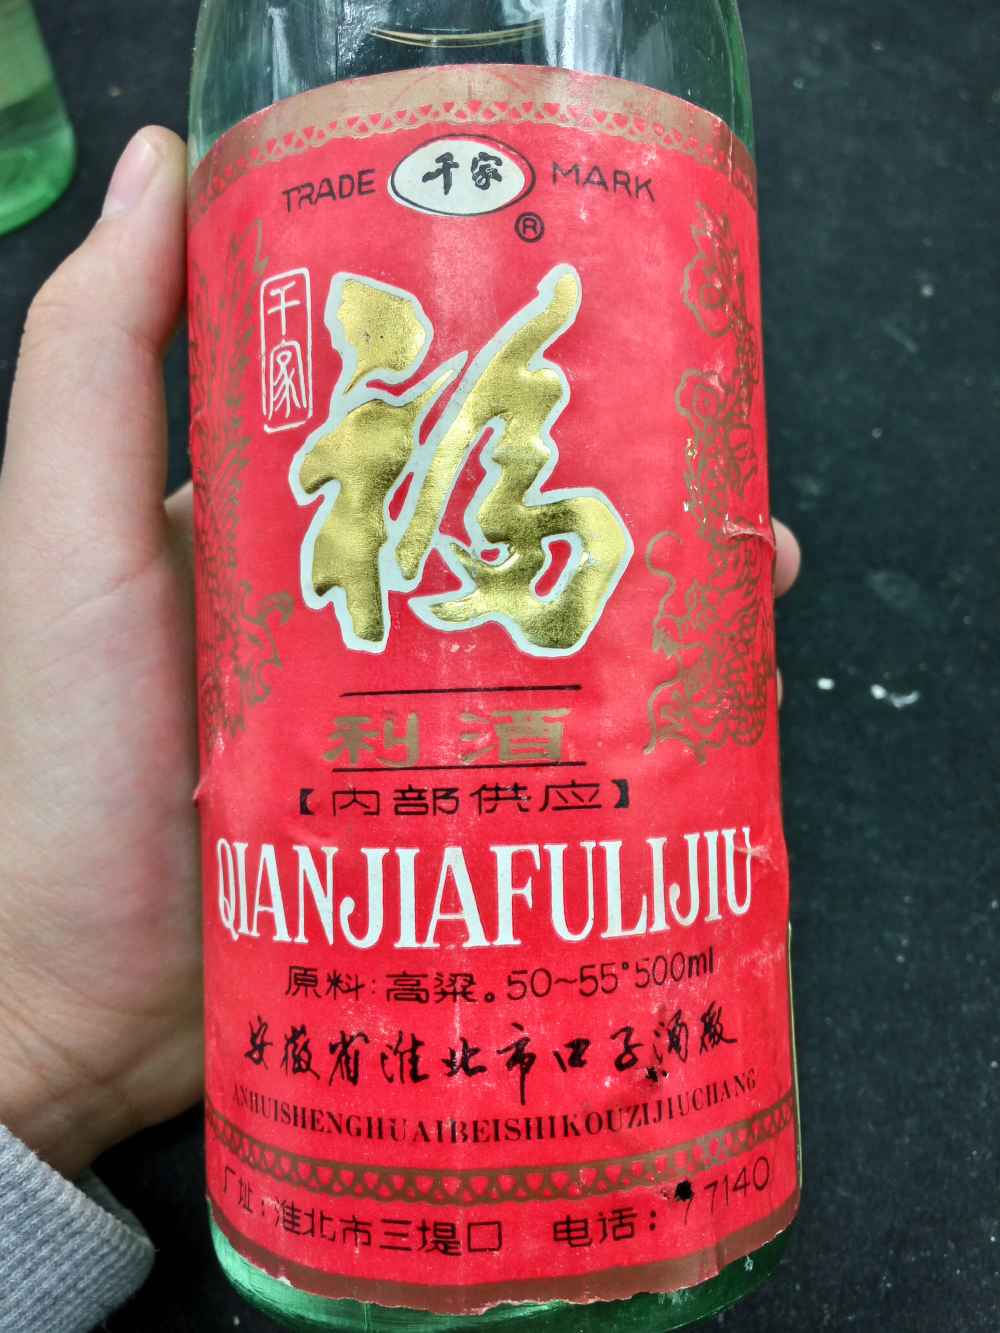 TRADE 千家 MARK
®
千家
福
利酒
【内部供应】
QIANJIAFULIJIU
原料:高粱。50~55°500ml
安徽省淮北市口子酒厂
ANHUISHENGHUAIBEISHIKOUZIJIUCHANG
厂址:淮北市三堤口 电话: 7140